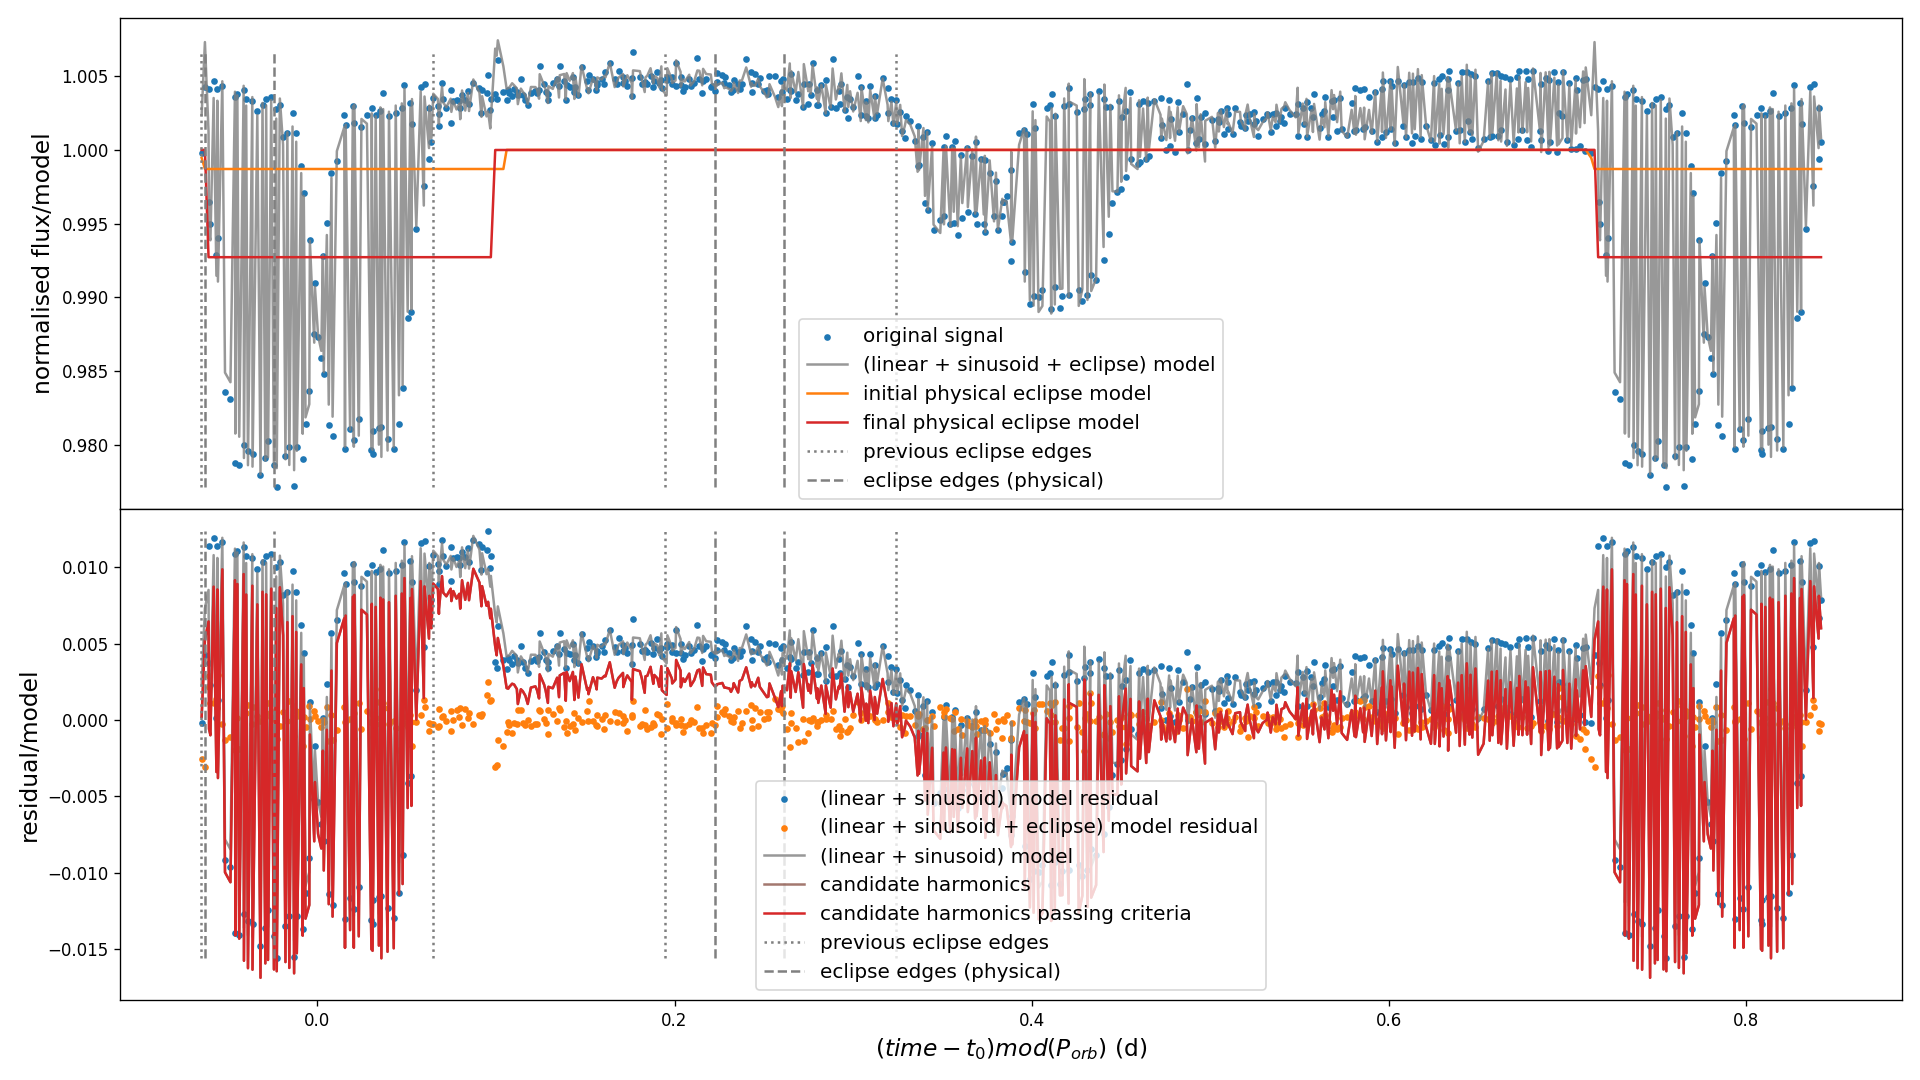 normalised flux/model
1.005
1.000
0.995
0.990
0.985
0.980
original signal
(linear + sinusoid + eclipse) model
initial physical eclipse model
final physical eclipse model
previous eclipse edges
eclipse edges (physical)
residual/model
0.010
0.005
0.000
−0.005
−0.010
−0.015
(linear + sinusoid) model residual
(linear + sinusoid + eclipse) model residual
(linear + sinusoid) model
candidate harmonics
candidate harmonics passing criteria
previous eclipse edges
eclipse edges (physical)
0.0 0.2 0.4 0.6 0.8
(time − t₀)mod(P_orb) (d)